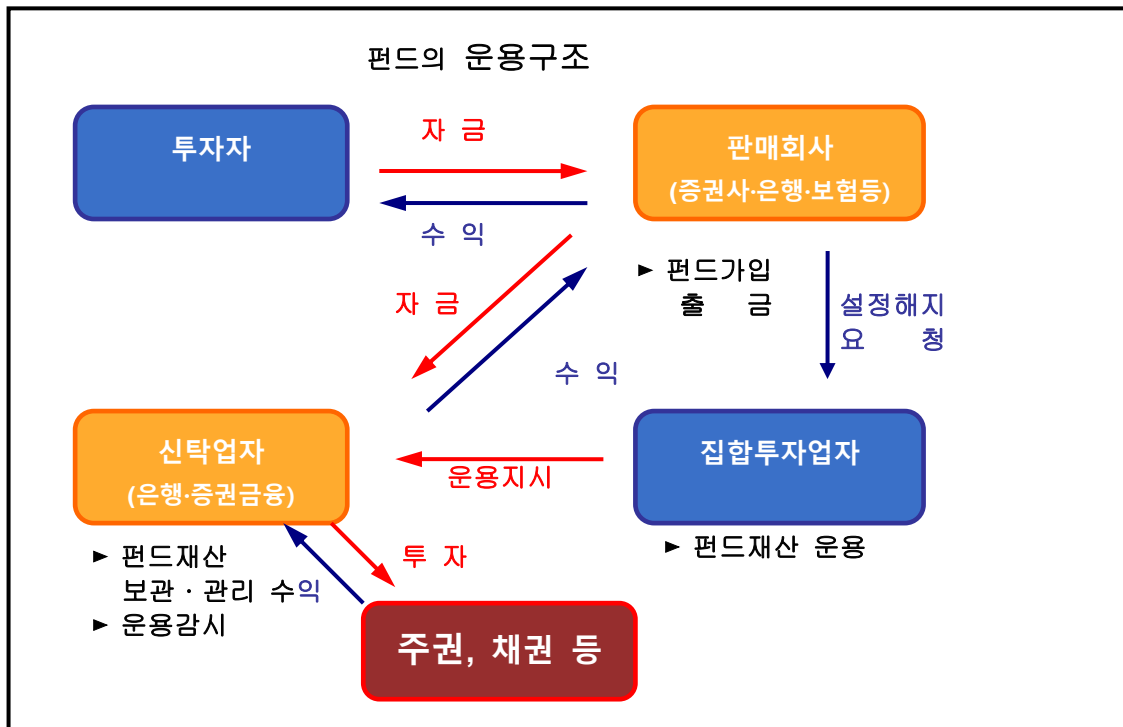 펀드의 운용구조
투자자
자 금
판매회사
(증권사·은행·보험등)
수 익
자 금
► 펀드가입
출 금
설정해지
요 청
수 익
신탁업자
(은행·증권금융)
운용지시
집합투자업자
► 펀드재산 운용
► 펀드재산
보관 · 관리 수익
► 운용감시
투 자
주권, 채권 등